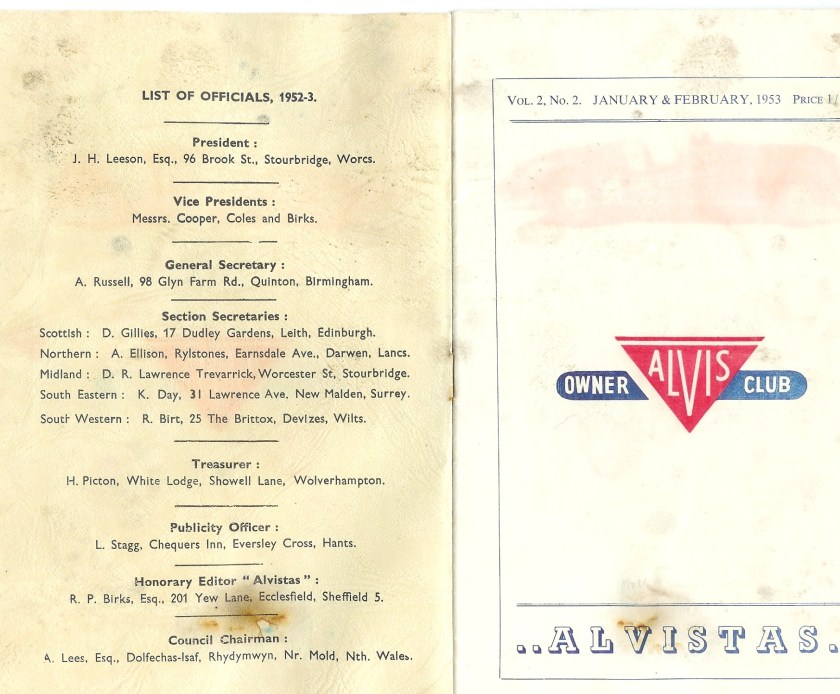 LIST OF OFFICIALS, 1952-3.
President :
J. H. Leeson, Esq., 96 Brook St., Stourbridge, Worcs.
Vice Presidents :
Messrs. Cooper, Coles and Birks.
General Secretary :
A. Russell, 98 Glyn Farm Rd., Quinton, Birmingham.
Section Secretaries :
Scottish : D. Gillies, 17 Dudley Gardens, Leith, Edinburgh.
Northern : A. Ellison, Rylstones, Earnsdale Ave., Darwen, Lancs.
Midland : D. R. Lawrence Trevarrick, Worcester St, Stourbridge.
South Eastern : K. Day, 31 Lawrence Ave. New Malden, Surrey.
South Western : R. Birt, 25 The Brittox, Devizes, Wilts.
Treasurer :
H. Picton, White Lodge, Showell Lane, Wolverhampton.
Publicity Officer :
L. Stagg, Chequers Inn, Eversley Cross, Hants.
Honorary Editor "Alvistas" :
R. P. Birks, Esq., 201 Yew Lane, Ecclesfield, Sheffield 5.
Council Chairman :
A. Lees, Esq., Dolfechas-Isaf, Rhydymwyn, Nr. Mold, Nth. Wales.
VOL. 2, No. 2. JANUARY & FEBRUARY, 1953 PRICE 1/
OWNER ALVIS CLUB
..ALVISTAS.